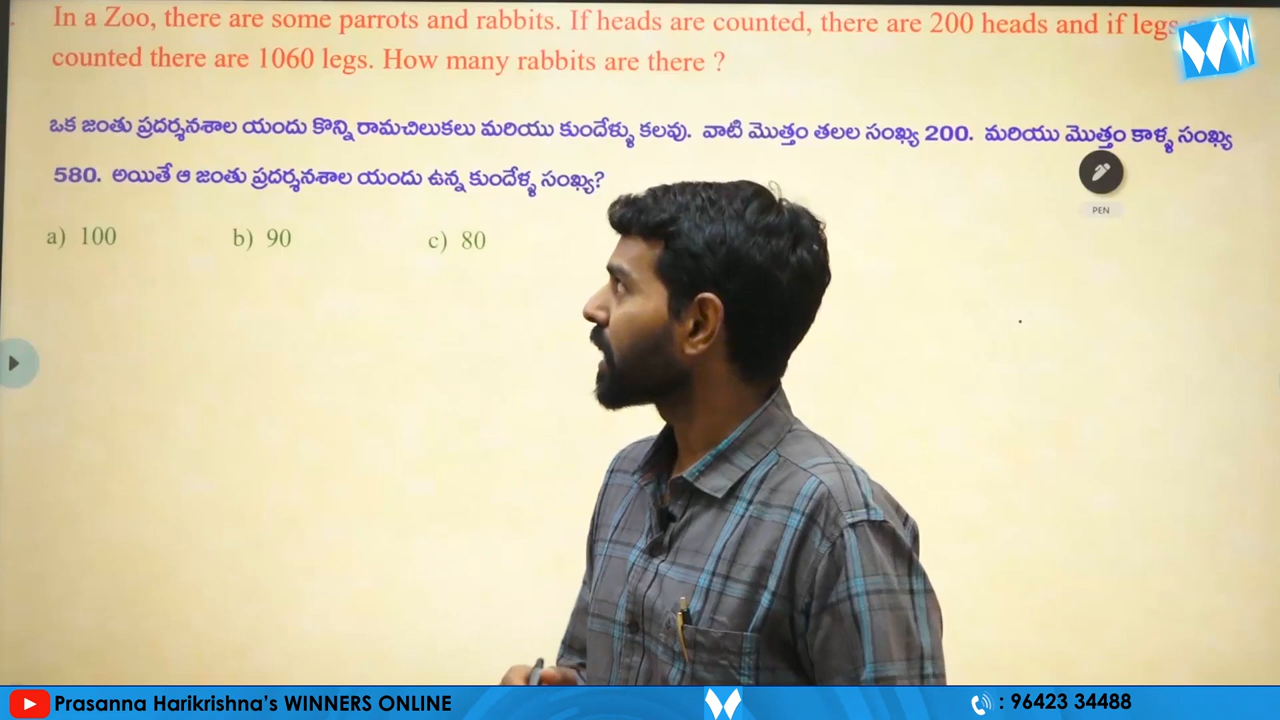 In a Zoo, there are some parrots and rabbits. If heads are counted, there are 200 heads and if legs
counted there are 1060 legs. How many rabbits are there ?
ఒక జంతు ప్రదర్శనశాల యందు కొన్ని రామచిలుకలు మరియు కుందేళ్ళు కలవు. వాటి మొత్తం తలల సంఖ్య 200. మరియు మొత్తం కాళ్ళ సంఖ్య
580. అయితే ఆ జంతు ప్రదర్శనశాల యందు ఉన్న కుందేళ్ళ సంఖ్య?
PEN
a) 100 b) 90 c) 80
Prasanna Harikrishna's WINNERS ONLINE : 96423 34488